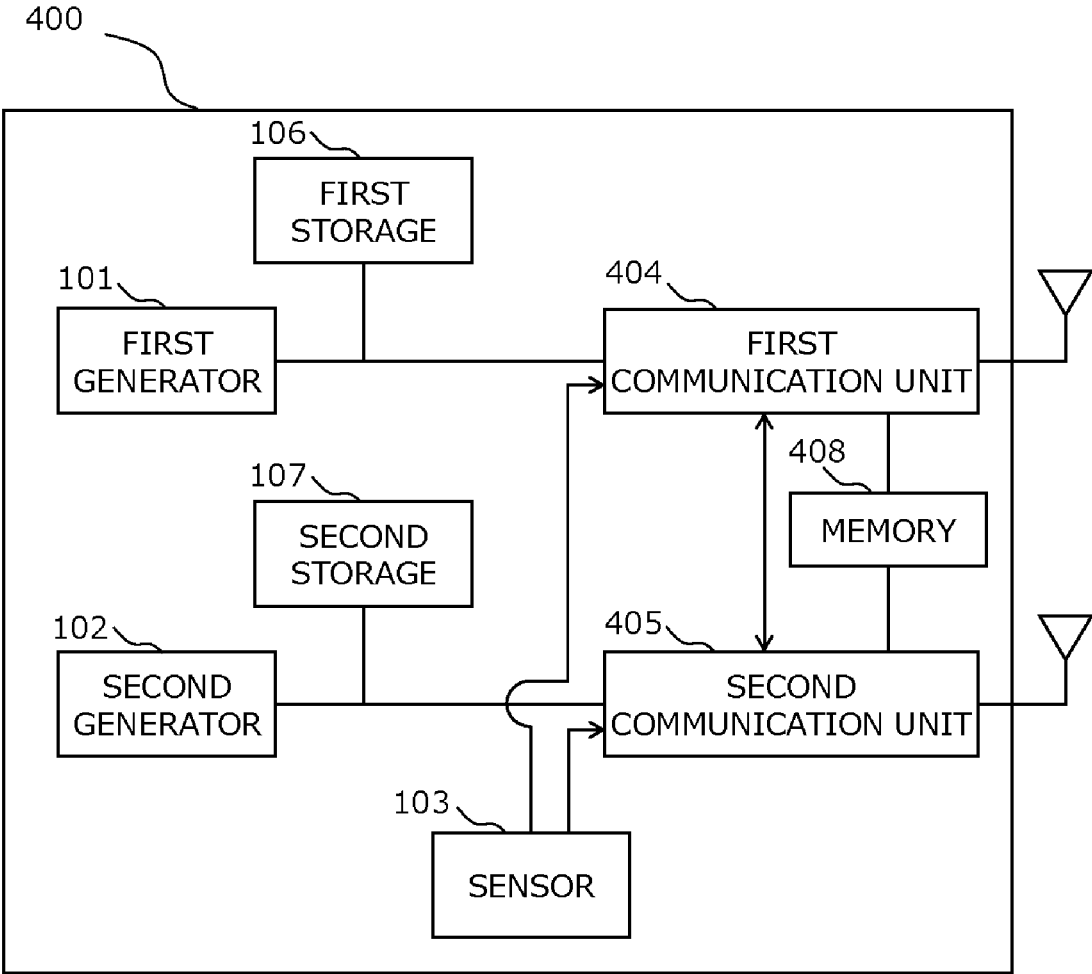 400
106
FIRST
STORAGE
101
FIRST
GENERATOR
404
FIRST
COMMUNICATION UNIT
408
MEMORY
107
SECOND
STORAGE
102
SECOND
GENERATOR
405
SECOND
COMMUNICATION UNIT
103
SENSOR